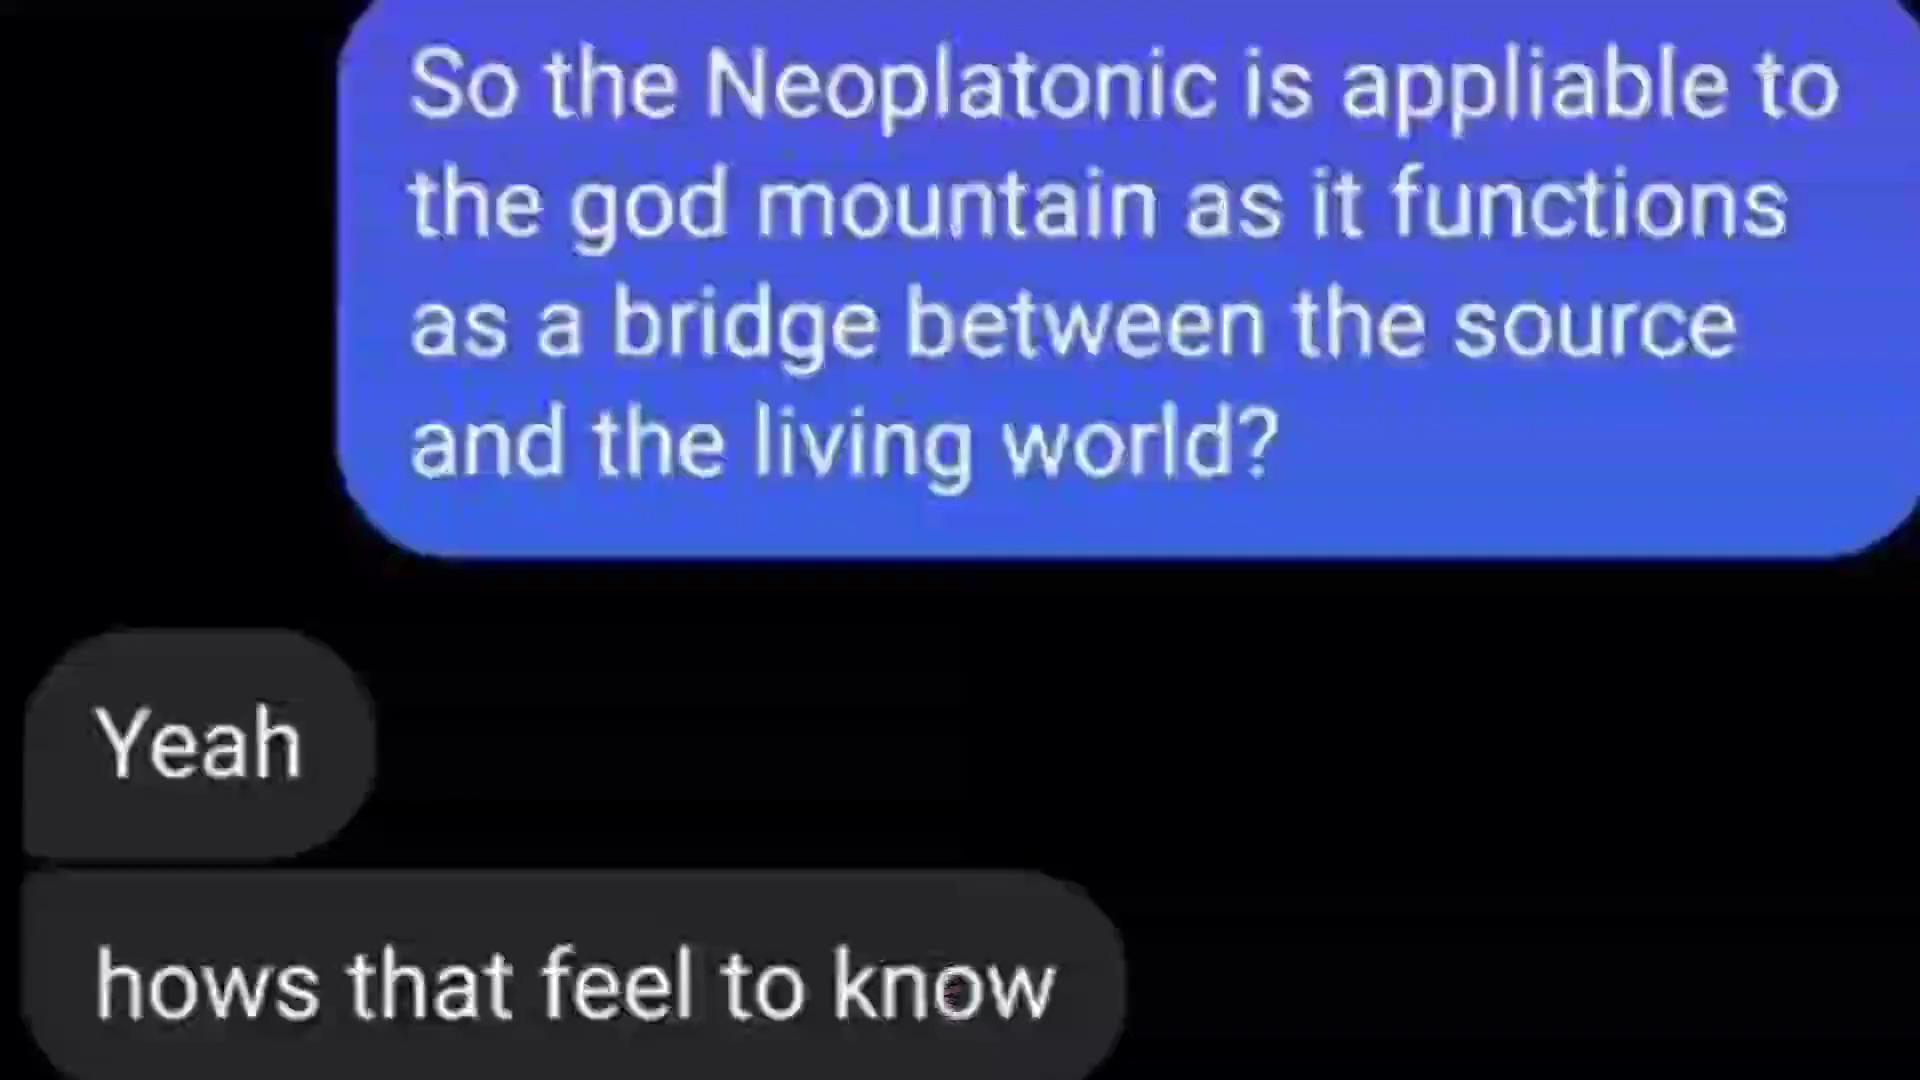 So the Neoplatonic is appliable to
the god mountain as it functions
as a bridge between the source
and the living world?
Yeah
hows that feel to know